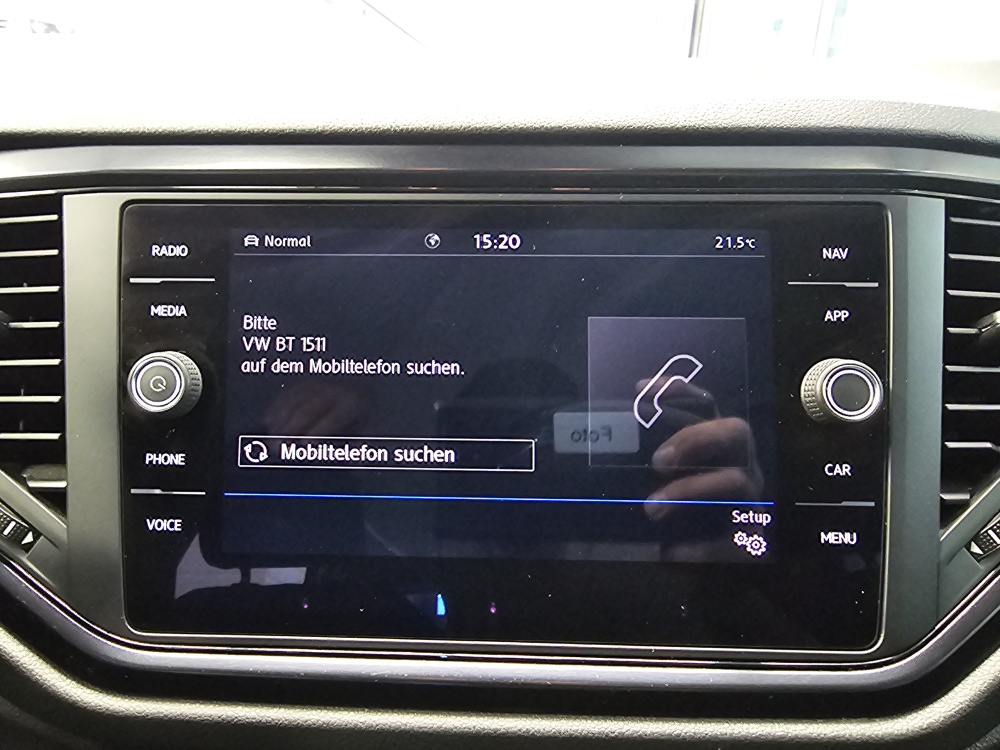 Normal
15:20
21.5°C
RADIO
MEDIA
PHONE
VOICE
Bitte
VW BT 1511
auf dem Mobiltelefon suchen.
Mobiltelefon suchen
Foto
Setup
NAV
APP
CAR
MENU